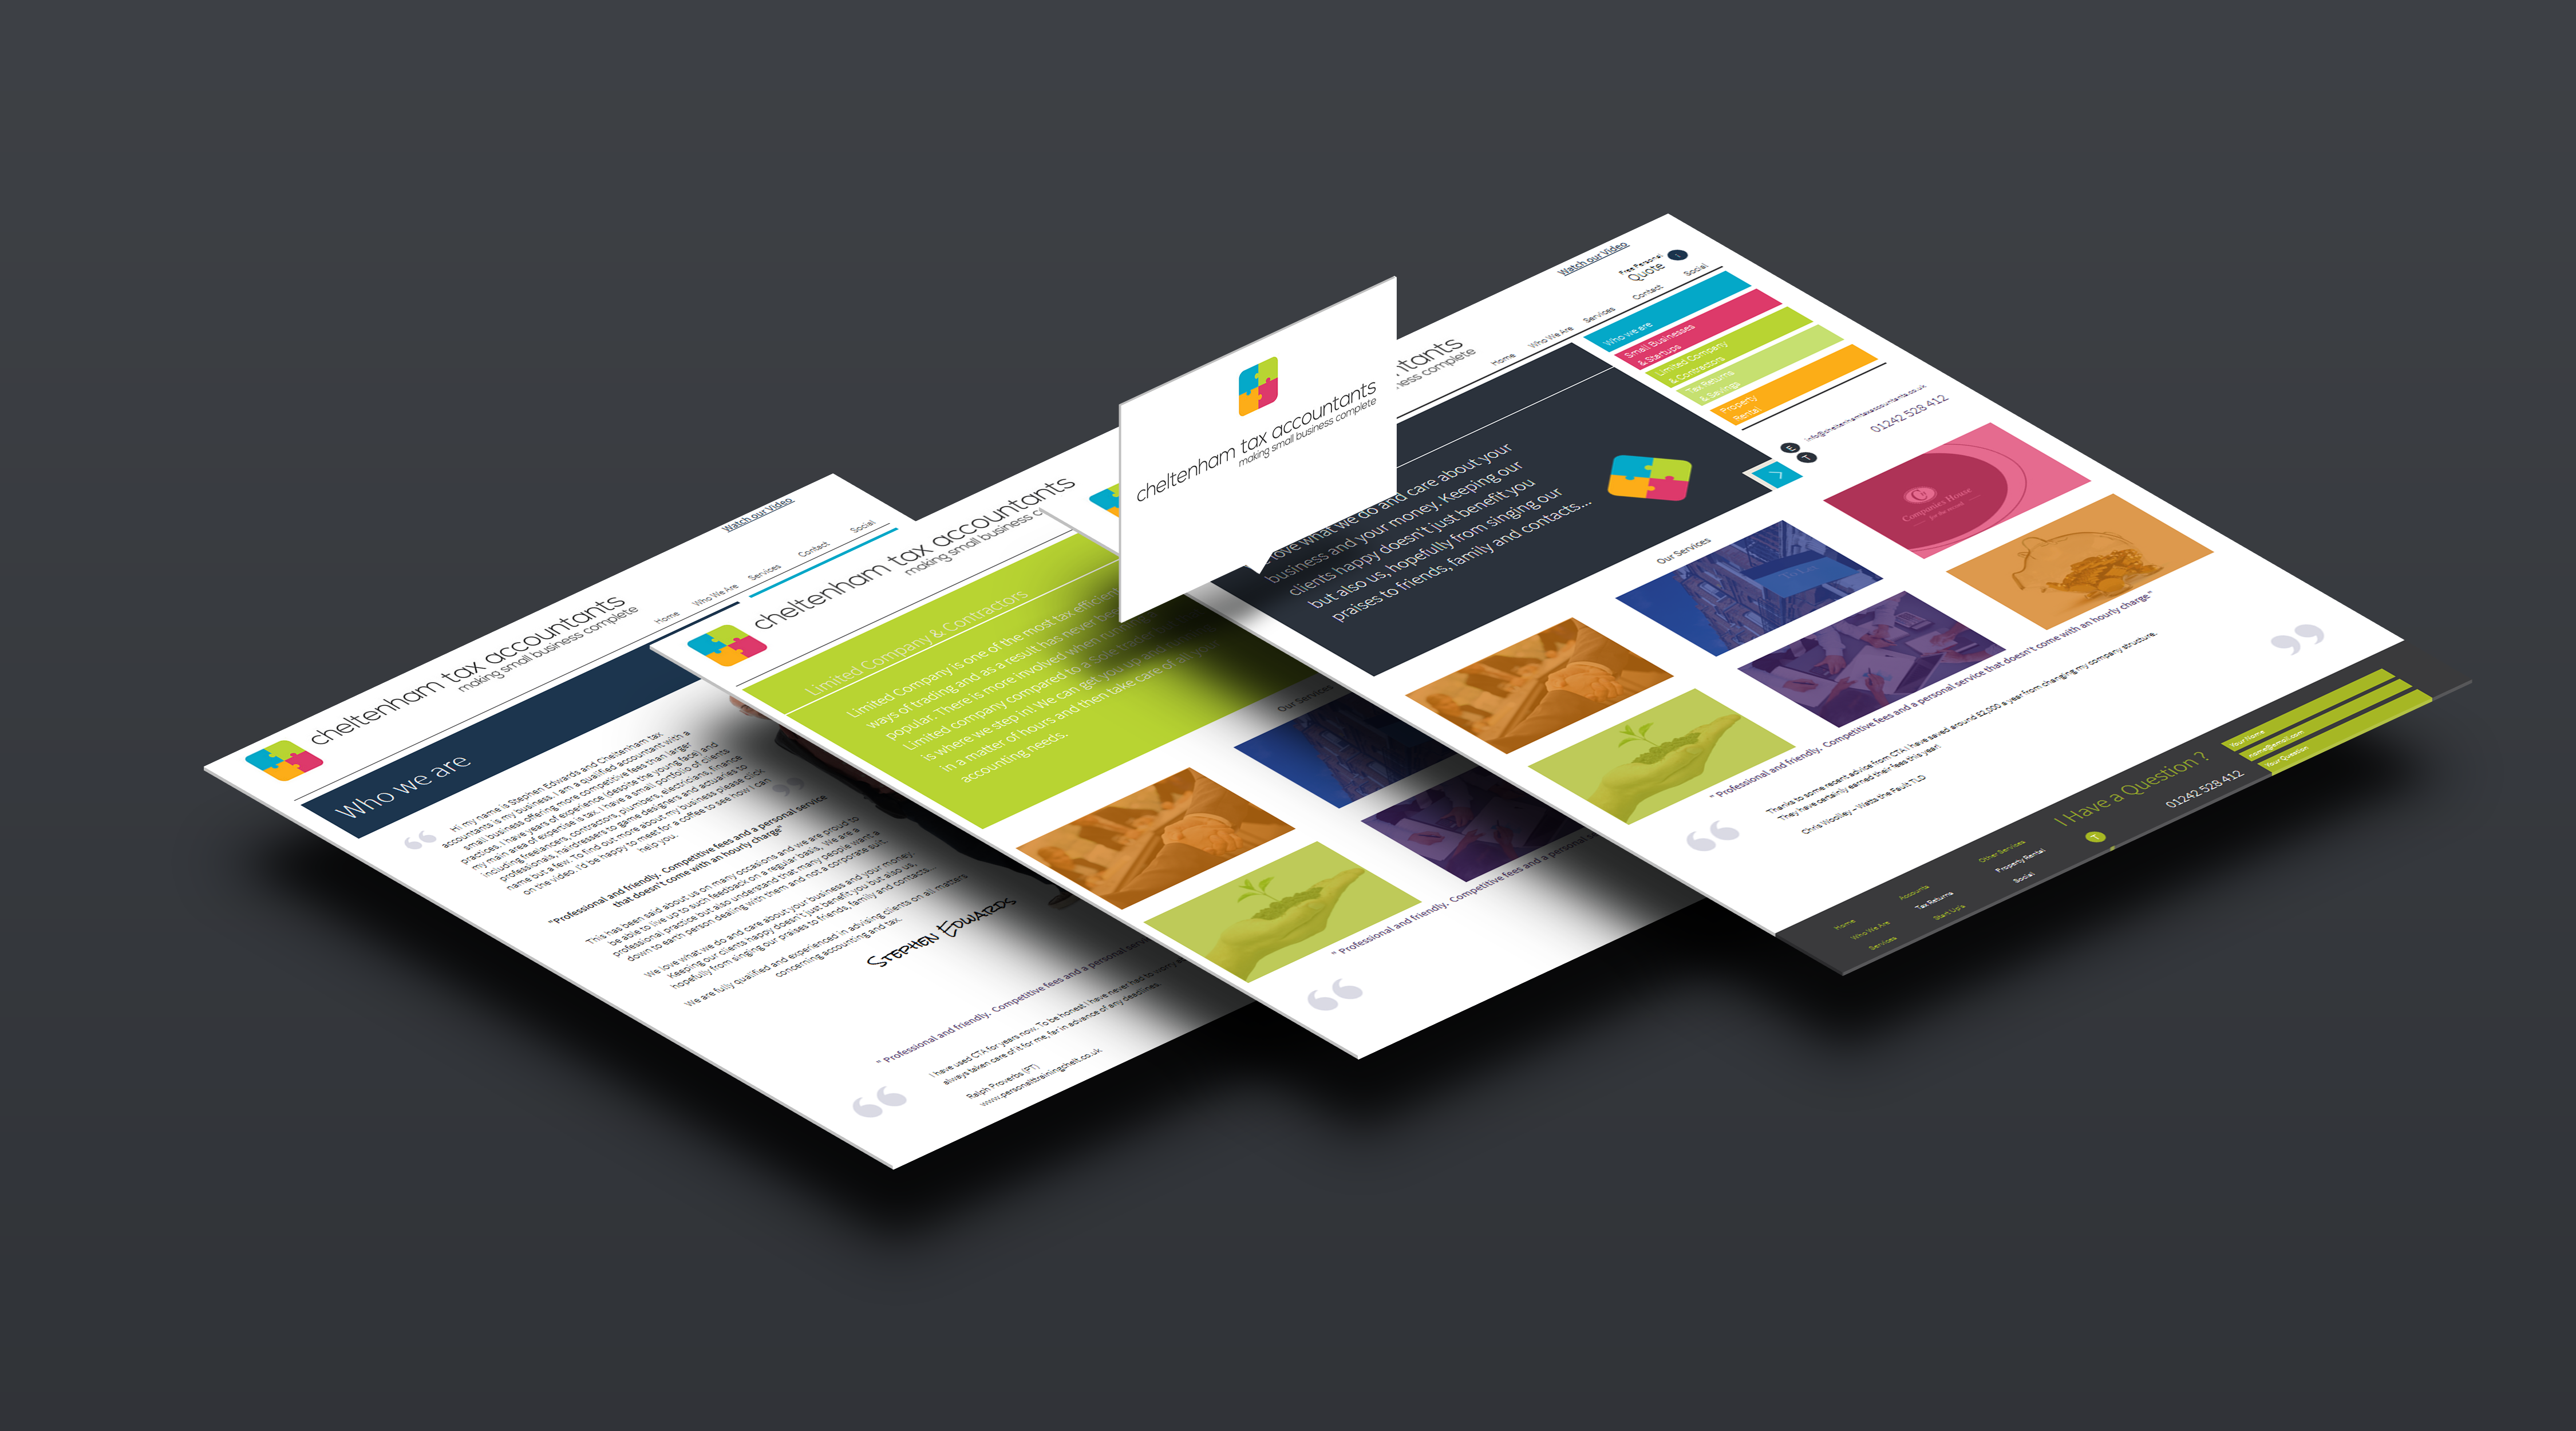 Watch our Video
cheltenham tax accountants
making small business complete
Home
Who We Are
Services
Contact
Social
Who we are
Hi my name is Stephen Edwards and Cheltenham tax
accountants is my business. I am a qualified accountant with a
small business offering more competitive fees than larger
practices. I have years of experience (despite the young face) and
my main area of expertise is tax. I have a small portfolio of clients
including freelancers, contractors, plumbers, electricians, finance
professionals, hairdressers to game designers and actuaries to
name but a few. To find out more about my business please click
on the video. I'd be happy to meet for a coffee to see how I can
help you.
"Professional and friendly. Competitive fees and a personal service
that doesn't come with an hourly charge"
This has been said about us on many occasions and we are proud to
be able to live up to such feedback on a regular basis. We are a
professional practice but also understand that many people want a
down to earth person dealing with them and not a corporate suit.
We love what we do and care about your business and your money.
Keeping our clients happy doesn't just benefit you but also us,
hopefully from singing our praises to friends, family and contacts...
We are fully qualified and experienced in advising clients on all matters
concerning accounting and tax.
STEPHEN EDWARDS
" Professional and friendly. Competitive fees and a personal serv
I have used CTA for years now. To be honest I have never had to worry
always taken care of it for me, far in advance of any deadlines.
Ralph Proverbs (PT)
www.personaltrainingchelt.co.uk
cheltenham tax accountants
making small business c
Limited Company & Contractors
Limited Company is one of the most tax efficient
ways of trading and as a result has never been
popular. There is more involved when running
Limited company compared to a Sole trader
is where we step in! We can get you up and
in a matter of hours and then take care of all your
accounting needs.
Our Services
" Professional and friendly. Competitive fees and a personal
cheltenham tax accountants
making small business complete
Watch our Video
Free Personal
Quote
tants
ness complete
Home
Who We Are
Services
Contact
Social
Who we are
Small Businesses
& Startups
Limited Company
& Contractors
Tax Returns
& Savings
Property
Rental
E
info@cheltenhamtaxaccountants.co.uk
T
01242 528 412
love what we do and care about your
business and your money. Keeping our
clients happy doesn't just benefit you
but also us, hopefully from singing our
praises to friends, family and contacts...
Our Services
Companies House
for the record
" Professional and friendly. Competitive fees and a personal service that doesn't come with an hourly charge"
Thanks to some recent advice from CTA I have saved around £2,000 a year from changing my company structure.
They have certainly earned their fees this year!
Chris Woolley – Watts the Fault TLD
Home
Who We Are
Services
Accounts
Tax Returns
Start Up's
Other Services
Property Rental
Social
I Have a Question ?
T
01242 528 412
Your Name
name@email.com
Your Question